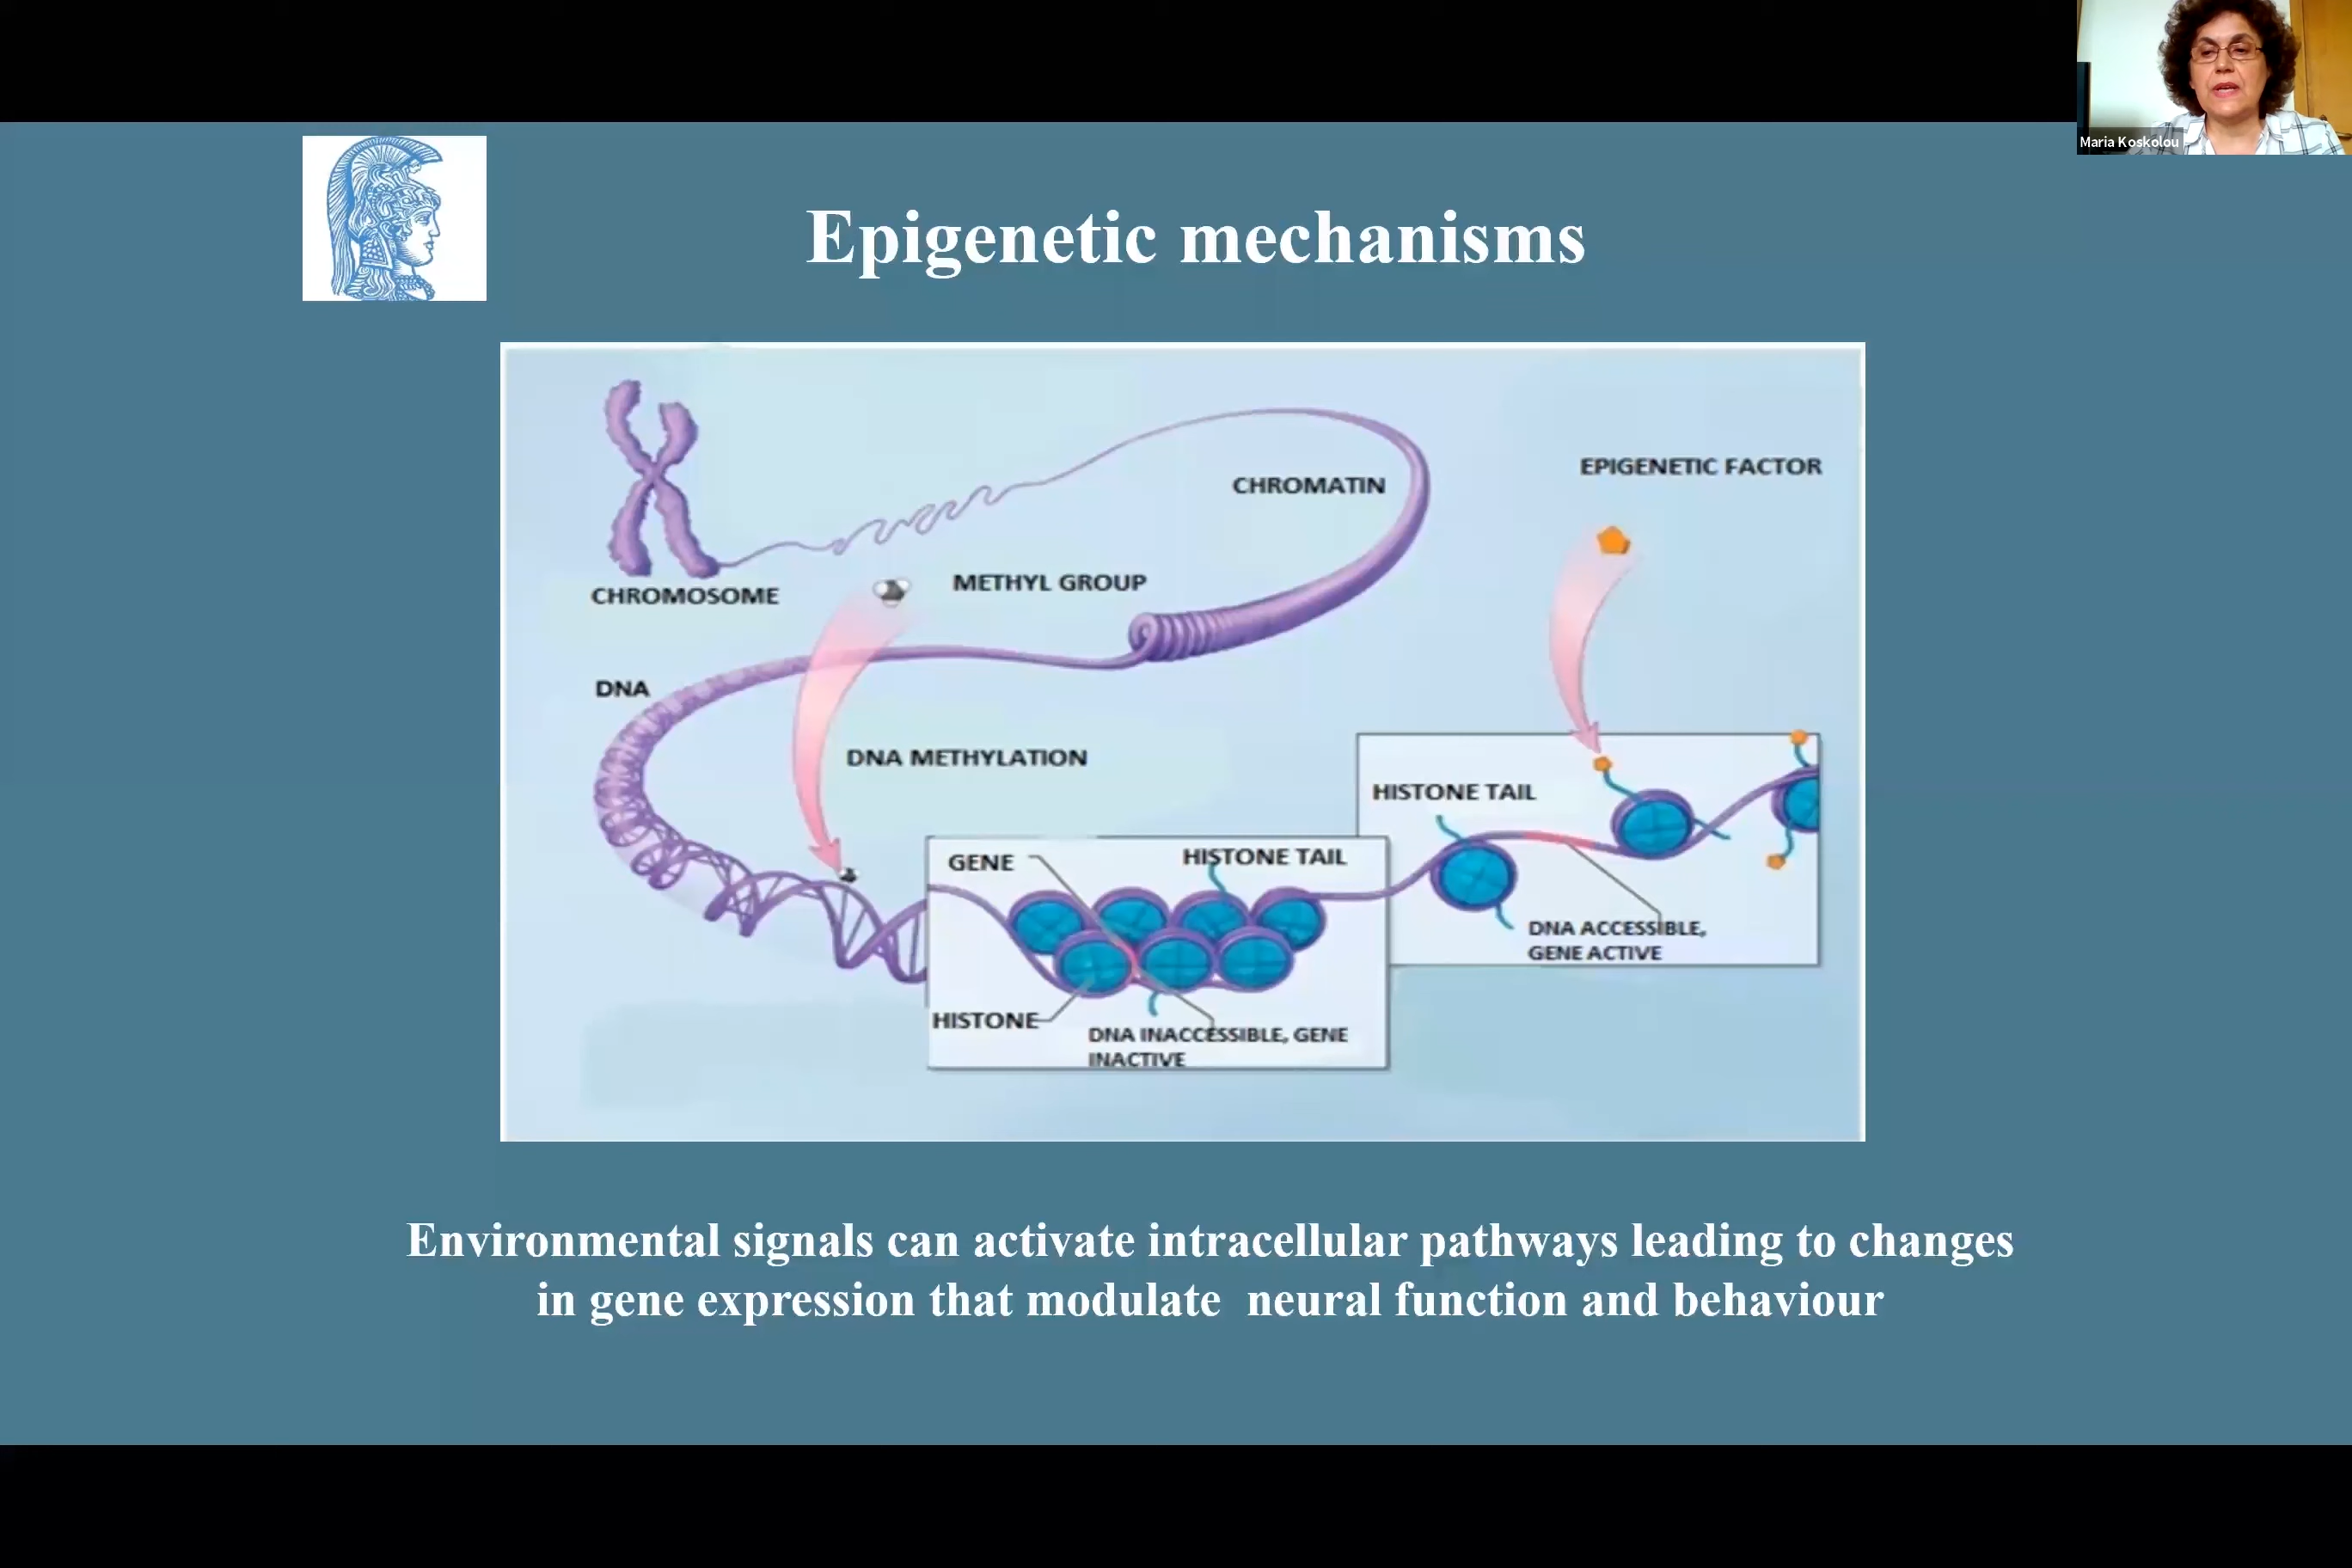 Maria Koskolou
Epigenetic mechanisms
CHROMATIN
EPIGENETIC FACTOR
CHROMOSOME
METHYL GROUP
DNA
DNA METHYLATION
HISTONE TAIL
GENE
HISTONE TAIL
DNA ACCESSIBLE,
GENE ACTIVE
HISTONE
DNA INACCESSIBLE, GENE
INACTIVE
Environmental signals can activate intracellular pathways leading to changes
in gene expression that modulate  neural function and behaviour